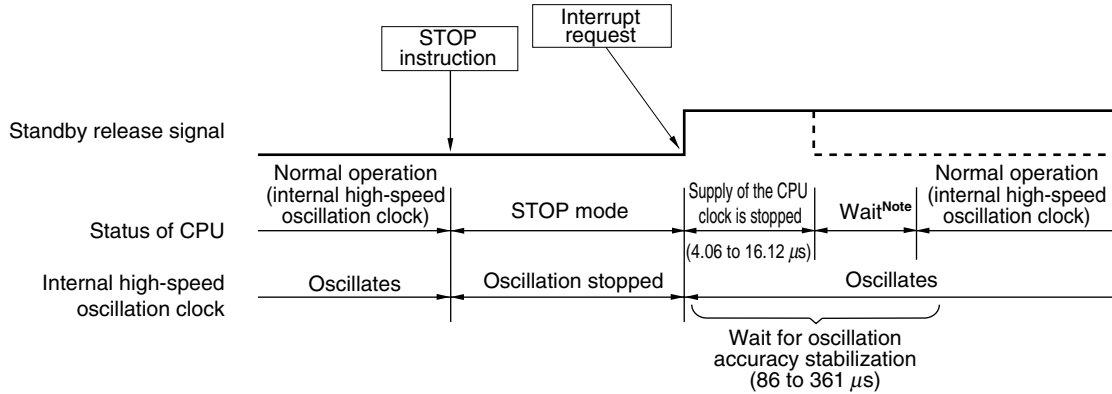 STOP
instruction
Interrupt
request
Standby release signal
Normal operation
(internal high-speed
oscillation clock)
STOP mode
Supply of the CPU
clock is stopped
(4.06 to 16.12 μs)
WaitNote
Normal operation
(internal high-speed
oscillation clock)
Status of CPU
Internal high-speed
oscillation clock
Oscillates
Oscillation stopped
Oscillates
Wait for oscillation
accuracy stabilization
(86 to 361 μs)